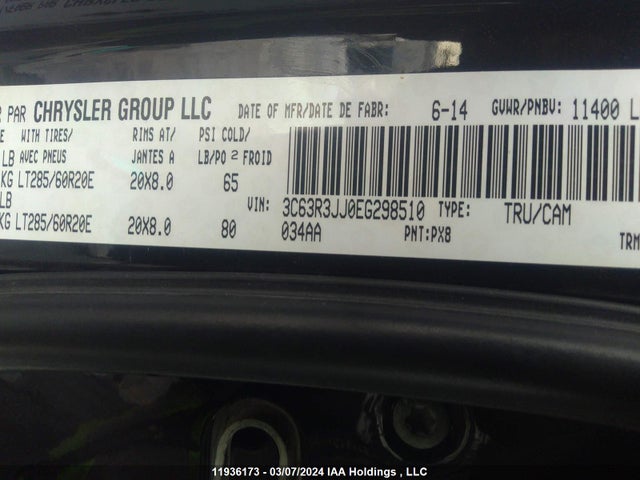 PAR CHRYSLER GROUP LLC DATE OF MFR/DATE DE FABR: 6-14 GVWR/PNBV: 11400 L
WITH TIRES/ RIMS AT/ PSI COLD/
LB AVEC PNEUS JANTES A LB/PO 2 FROID
KG LT285/60R20E 20X8.0 65
LB VIN: 3C63R3JJ0EG298510 TYPE: TRU/CAM
KG LT285/60R20E 20X8.0 80 034AA PNT:PX8 TRM
11936173 - 03/07/2024 IAA Holdings , LLC